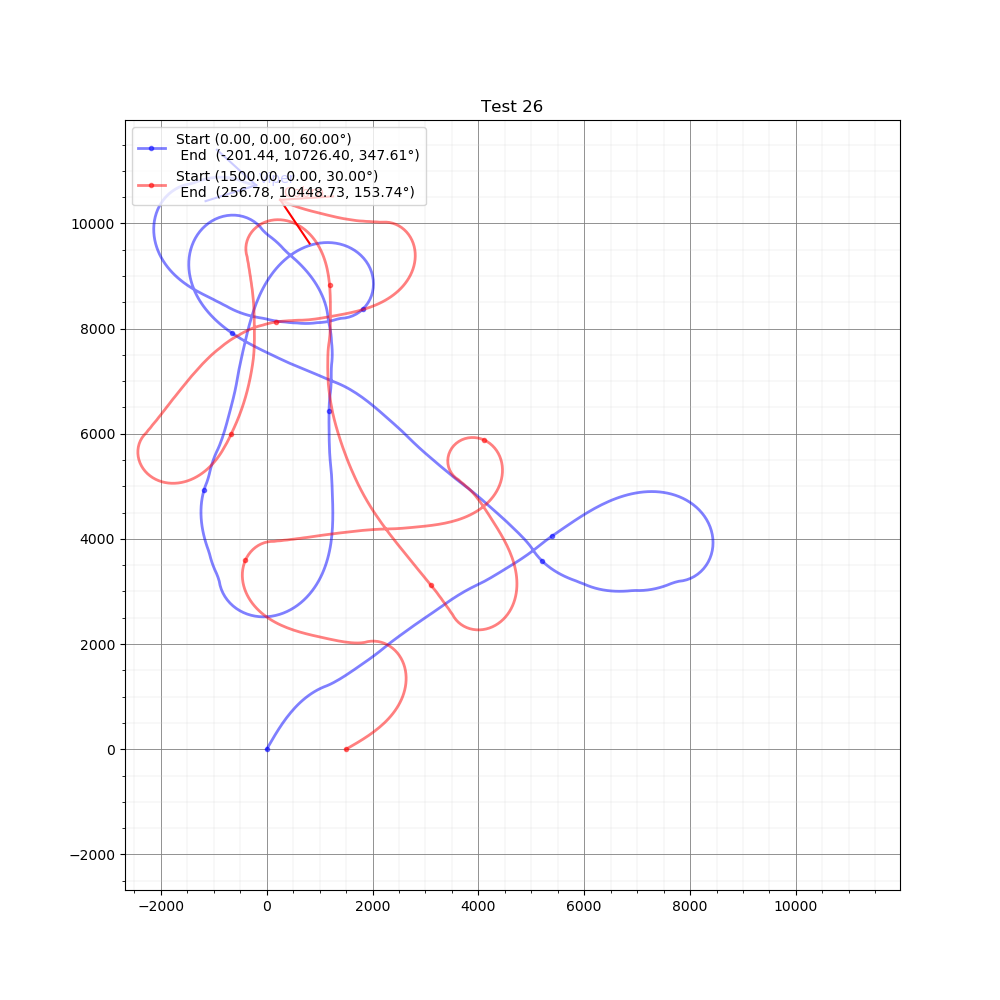 Test 26
Start (0.00, 0.00, 60.00°)
End  (-201.44, 10726.40, 347.61°)
Start (1500.00, 0.00, 30.00°)
End  (256.78, 10448.73, 153.74°)
10000
8000
6000
4000
2000
0
−2000
−2000 0 2000 4000 6000 8000 10000